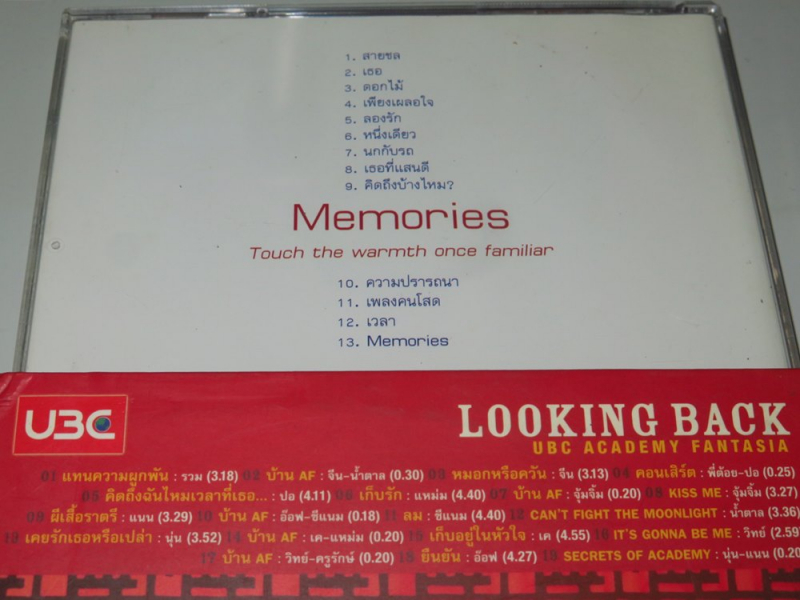 1. สายชล
2. เธอ
3. ดอกไม้
4. เพียงเผลอใจ
5. ลองรัก
6. หนึ่งเดียว
7. นกกับรถ
8. เธอที่แสนดี
9. คิดถึงบ้างไหม?
Memories
Touch the warmth once familiar
10. ความปรารถนา
11. เพลงคนโสด
12. เวลา
13. Memories
UBC
LOOKING BACK
UBC ACADEMY FANTASIA
01 แทนความผูกพัน : รวม (3.18) 02 บ้าน AF : จีน-น้ำตาล (0.30) 03 หมอกหรือควัน : จีน (3.13) 04 คอนเสิร์ต : พี่ต้อย-ปอ (0.25)
05 คิดถึงฉันไหมเวลาที่เธอ... : ปอ (4.11) 06 เก็บรัก : แหม่ม (4.40) 07 บ้าน AF : จุ้มจิ้ม (0.20) 08 KISS ME : จุ้มจิ้ม (3.27)
09 ผีเสื้อราตรี : แนน (3.29) 10 บ้าน AF : อ๊อฟ-ซีแนม (0.18) 11 ลม : ซีแนม (4.40) 12 CAN'T FIGHT THE MOONLIGHT : น้ำตาล (3.36)
13 เคยรักเธอหรือเปล่า : นุ่น (3.52) 14 บ้าน AF : เค-แหม่ม (0.20) 15 เก็บอยู่ในหัวใจ : เค (4.55) 16 IT'S GONNA BE ME : วิทย์ (2.59)
17 บ้าน AF : วิทย์-ครูรักษ์ (0.20) 18 ยืนยัน : อ๊อฟ (4.27) 19 SECRETS OF ACADEMY : นุ่น-แนน (0.20)